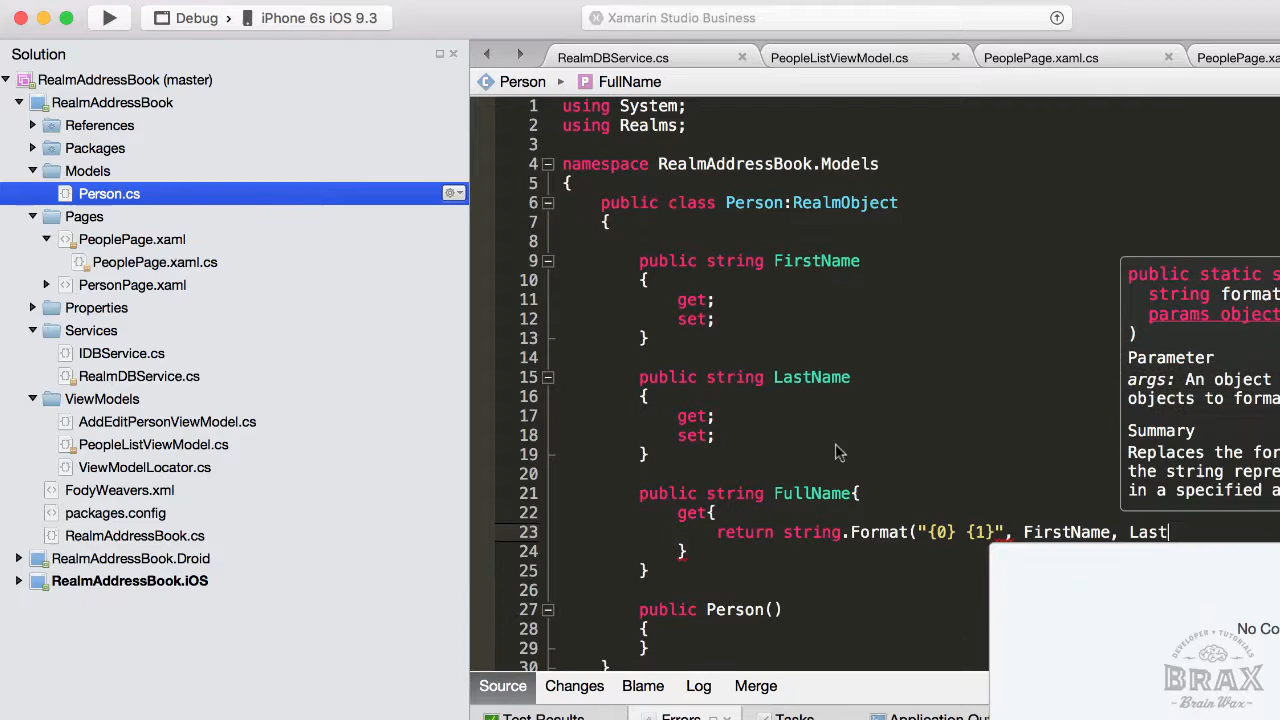 Debug
iPhone 6s iOS 9.3
Xamarin Studio Business
Solution
RealmAddressBook (master)
RealmAddressBook
References
Packages
Models
Person.cs
Pages
PeoplePage.xaml
PeoplePage.xaml.cs
PersonPage.xaml
Properties
Services
IDBService.cs
RealmDBService.cs
ViewModels
AddEditPersonViewModel.cs
PeopleListViewModel.cs
ViewModelLocator.cs
FodyWeavers.xml
packages.config
RealmAddressBook.cs
RealmAddressBook.Droid
RealmAddressBook.iOS
RealmDBService.cs
PeopleListViewModel.cs
PeoplePage.xaml.cs
PeoplePage.x
Person
FullName
1 using System;
2 using Realms;
3
4 namespace RealmAddressBook.Models
5 {
6 public class Person:RealmObject
7 {
8
9 public string FirstName
10 {
11 get;
12 set;
13 }
14
15 public string LastName
16 {
17 get;
18 set;
19 }
20
21 public string FullName{
22 get{
23 return string.Format("{0} {1}", FirstName, Last
24 }
25 }
26
27 public Person()
28 {
29 }
30 }
public static s
string format
params object
)
Parameter
args: An object
objects to forma
Summary
Replaces the for
the string repre
in a specified a
No Co
DEVELOPER + TUTORIALS
BRAX
Brain Wax
Source
Changes
Blame
Log
Merge
Test Results
Errors
Tasks
Application Ou